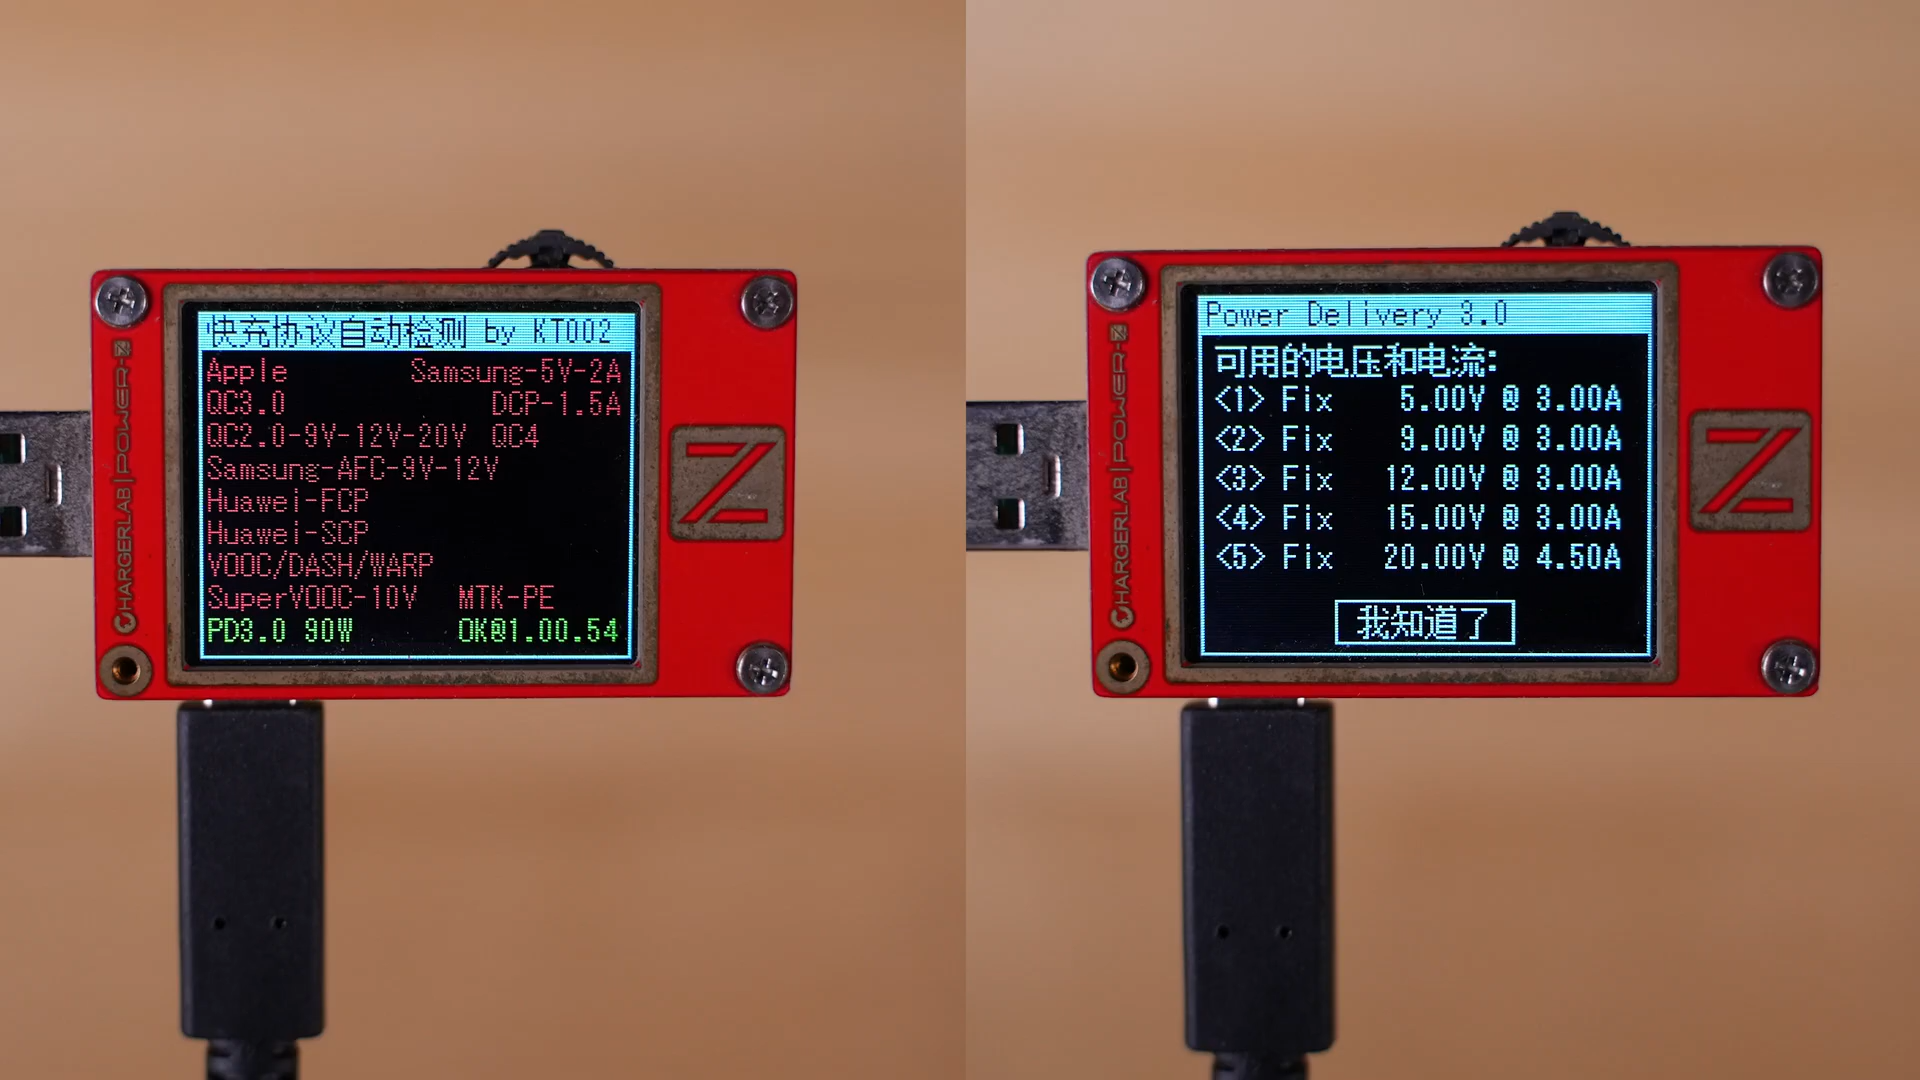 快充协议自动检测 by KT002
Apple Samsung-5V-2A
QC3.0 DCP-1.5A
QC2.0-9V-12V-20V QC4
Samsung-AFC-9V-12V
Huawei-FCP
Huawei-SCP
VOOC/DASH/WARP
SuperVOOC-10V MTK-PE
PD3.0 90W OK@1.00.54
CHARGERLAB|POWER-Z
Z
Power Delivery 3.0
可用的电压和电流:
<1> Fix 5.00V @ 3.00A
<2> Fix 9.00V @ 3.00A
<3> Fix 12.00V @ 3.00A
<4> Fix 15.00V @ 3.00A
<5> Fix 20.00V @ 4.50A
我知道了
CHARGERLAB|POWER-Z
Z